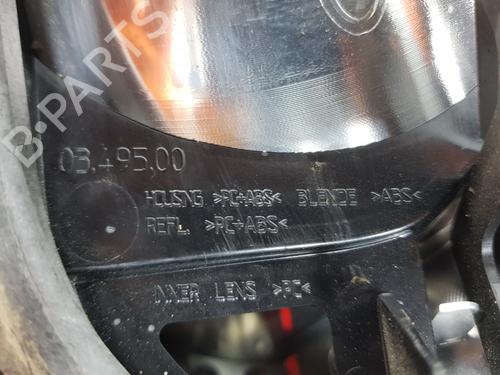 B-PARTS
03.495.00
HOUSING >PC+ABS< BLENDE >ABS<
REFL. >PC+ABS<
INNER LENS >PC<